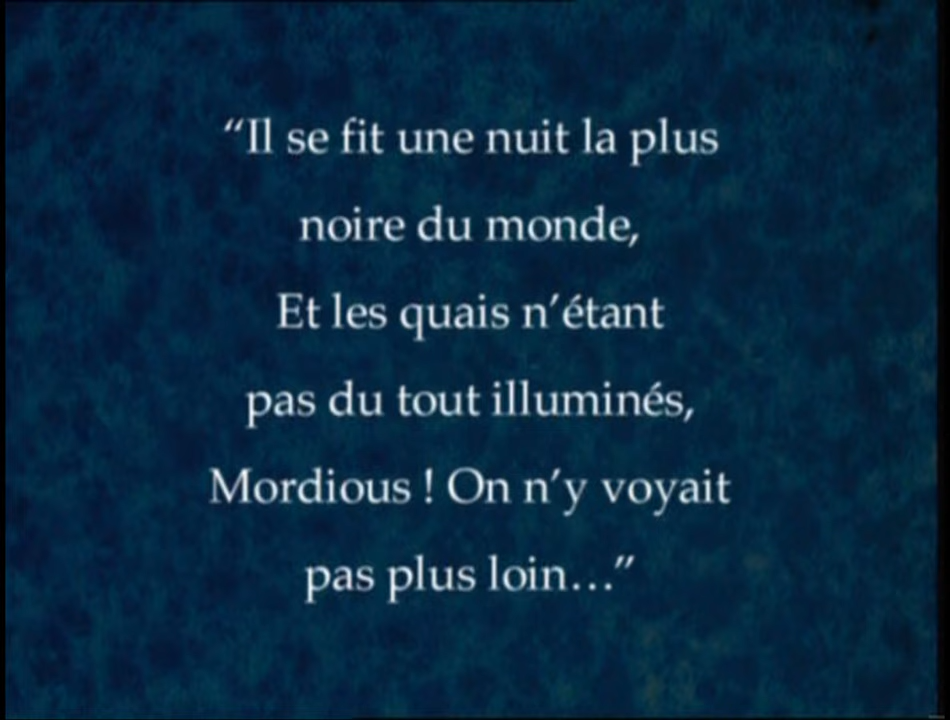 “Il se fit une nuit la plus
noire du monde,
Et les quais n’étant
pas du tout illuminés,
Mordious ! On n’y voyait
pas plus loin…”